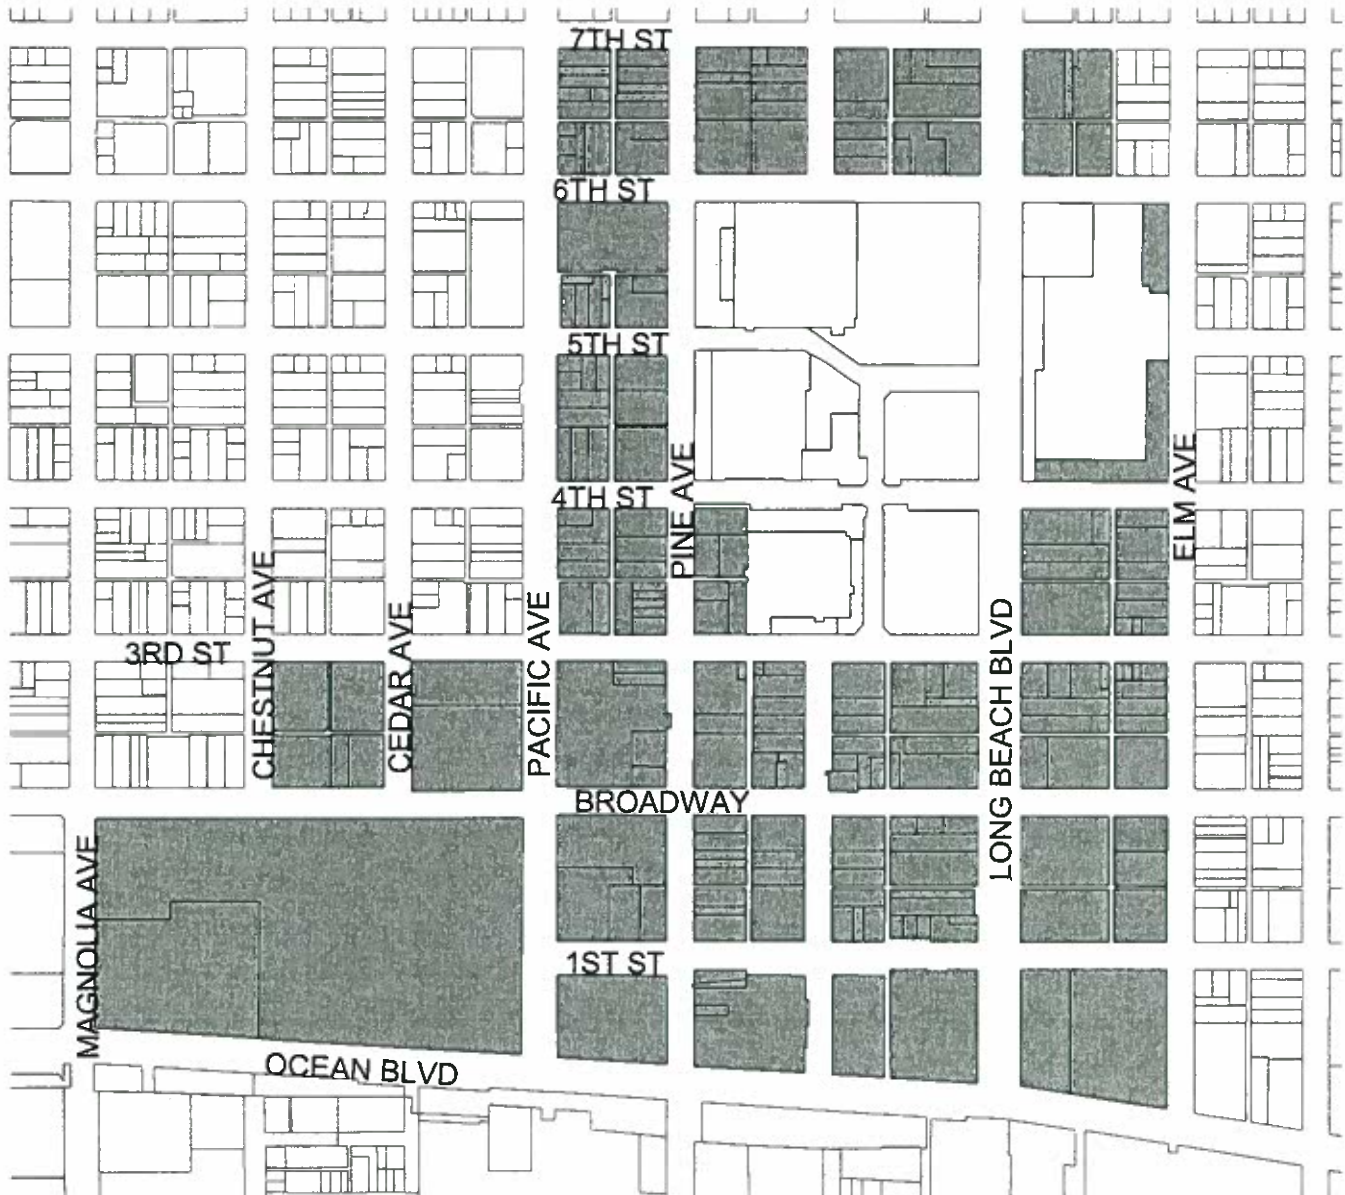 7TH ST
6TH ST
5TH ST
4TH ST
PINE AVE
ELM AVE
3RD ST
CHESTNUT AVE
CEDAR AVE
PACIFIC AVE
LONG BEACH BLVD
BROADWAY
MAGNOLIA AVE
1ST ST
OCEAN BLVD